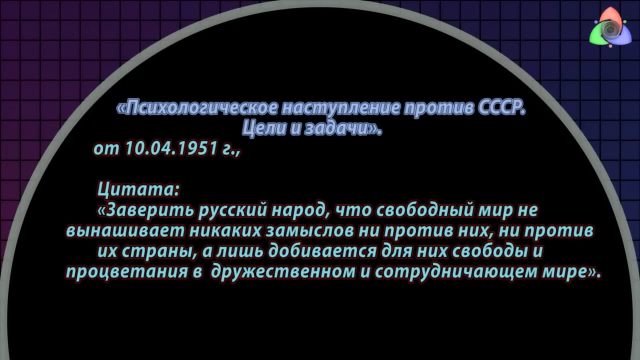 «Психологическое наступление против СССР.
Цели и задачи».
от 10.04.1951 г.,
Цитата:
«Заверить русский народ, что свободный мир не
вынашивает никаких замыслов ни против них, ни против
их страны, а лишь добивается для них свободы и
процветания в дружественном и сотрудничающем мире».